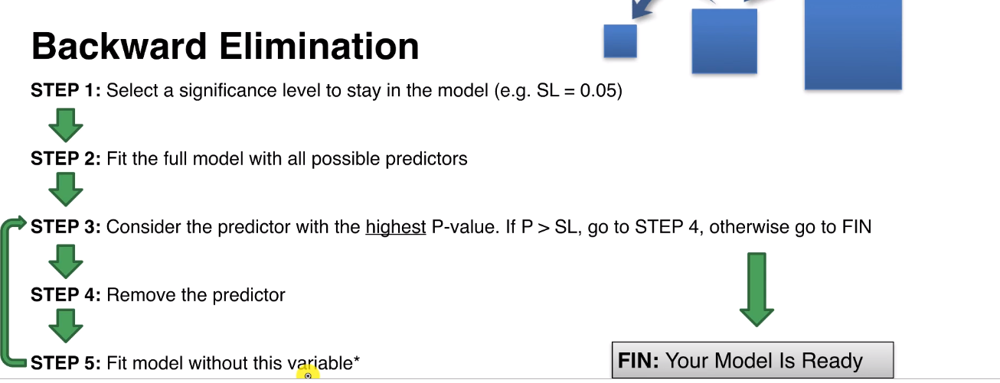 Backward Elimination
STEP 1: Select a significance level to stay in the model (e.g. SL = 0.05)
STEP 2: Fit the full model with all possible predictors
STEP 3: Consider the predictor with the highest P-value. If P > SL, go to STEP 4, otherwise go to FIN
STEP 4: Remove the predictor
STEP 5: Fit model without this variable*
FIN: Your Model Is Ready